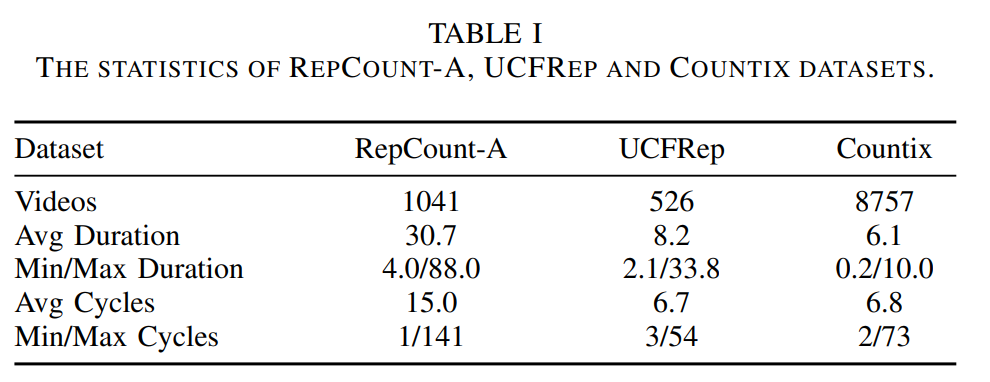 TABLE I
THE STATISTICS OF REPCOUNT-A, UCFREP AND COUNTIX DATASETS.
Dataset RepCount-A UCFRep Countix
Videos 1041 526 8757
Avg Duration 30.7 8.2 6.1
Min/Max Duration 4.0/88.0 2.1/33.8 0.2/10.0
Avg Cycles 15.0 6.7 6.8
Min/Max Cycles 1/141 3/54 2/73